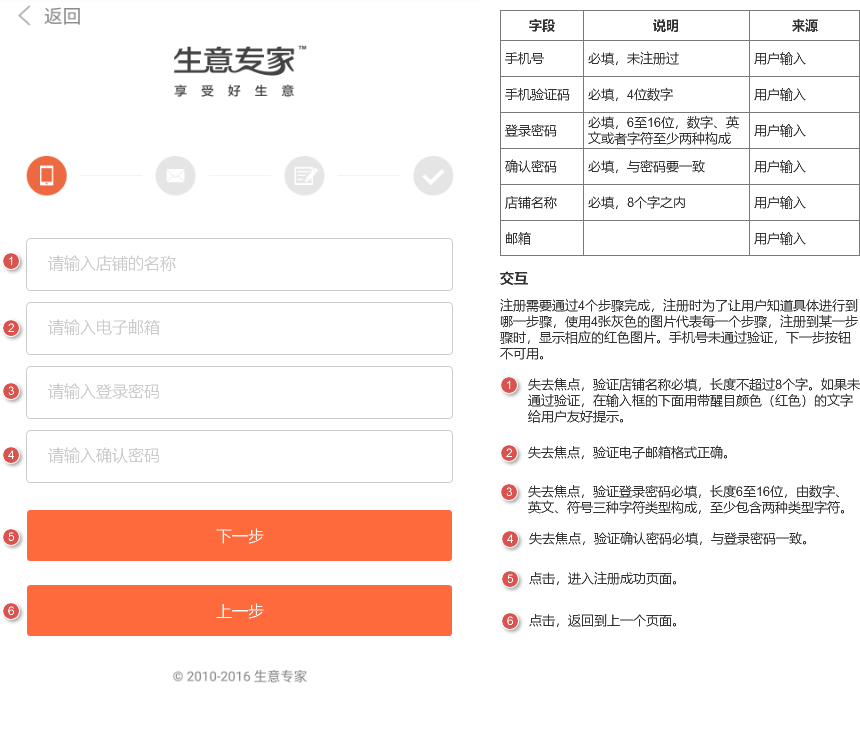 返回
生意专家™
享受好生意
1 请输入店铺的名称
2 请输入电子邮箱
3 请输入登录密码
4 请输入确认密码
5 下一步
6 上一步
© 2010-2016 生意专家
字段 说明 来源
手机号 必填，未注册过 用户输入
手机验证码 必填，4位数字 用户输入
登录密码 必填，6至16位，数字、英
文或者字符至少两种构成 用户输入
确认密码 必填，与密码要一致 用户输入
店铺名称 必填，8个字之内 用户输入
邮箱 用户输入
交互
注册需要通过4个步骤完成，注册时为了让用户知道具体进行到
哪一步骤，使用4张灰色的图片代表每一个步骤，注册到某一步
骤时，显示相应的红色图片。手机号未通过验证，下一步按钮
不可用。
1 失去焦点，验证店铺名称必填，长度不超过8个字。如果未
通过验证，在输入框的下面用带醒目颜色（红色）的文字
给用户友好提示。
2 失去焦点，验证电子邮箱格式正确。
3 失去焦点，验证登录密码必填，长度6至16位，由数字、
英文、符号三种字符类型构成，至少包含两种类型字符。
4 失去焦点，验证确认密码必填，与登录密码一致。
5 点击，进入注册成功页面。
6 点击，返回到上一个页面。